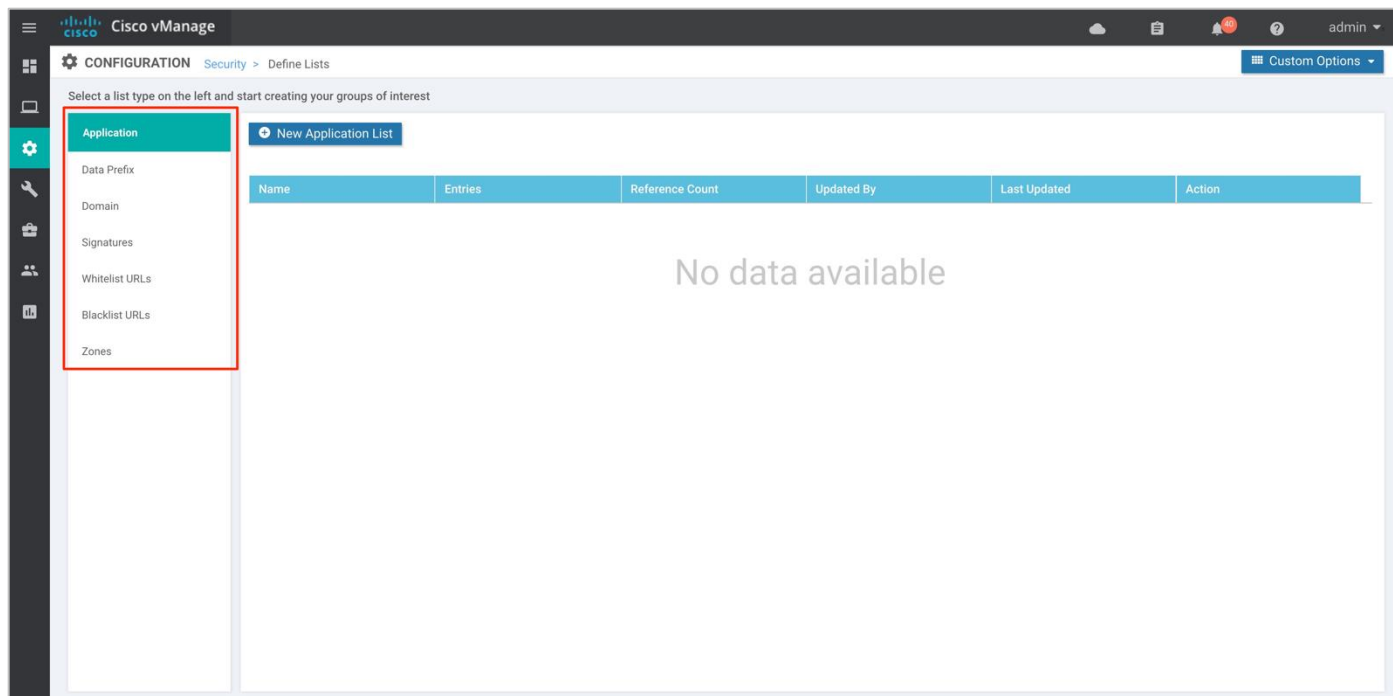 cisco Cisco vManage 40 admin
CONFIGURATION Security > Define Lists Custom Options
Select a list type on the left and start creating your groups of interest
Application
New Application List
Data Prefix
Name Entries Reference Count Updated By Last Updated Action
Domain
Signatures
Whitelist URLs
No data available
Blacklist URLs
Zones